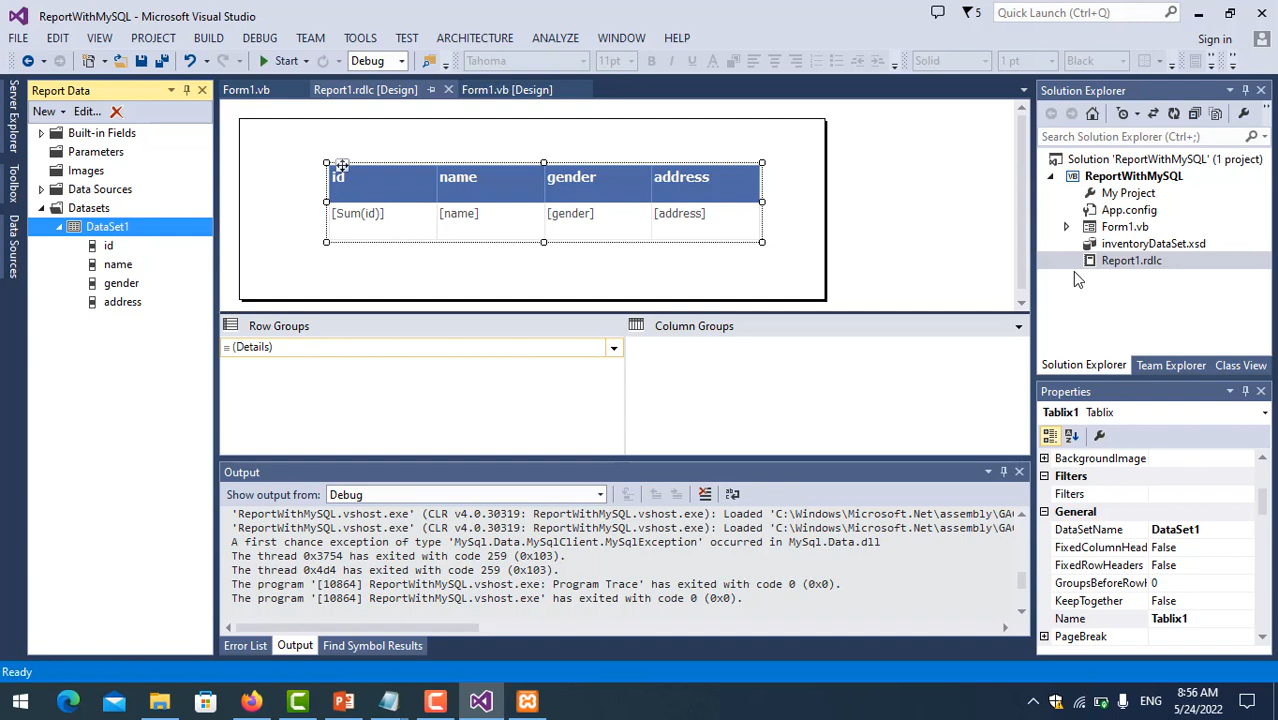 ReportWithMySQL - Microsoft Visual Studio
5
Quick Launch (Ctrl+Q)
FILE EDIT VIEW PROJECT BUILD DEBUG TEAM TOOLS TEST ARCHITECTURE ANALYZE WINDOW HELP
Sign in
Start Debug Tahoma 11pt B I U A Solid 1 pt Black
Server Explorer
Toolbox
Data Sources
Report Data
New Edit...
Built-in Fields
Parameters
Images
Data Sources
Datasets
DataSet1
id
name
gender
address
Form1.vb Report1.rdlc [Design] Form1.vb [Design]
id name gender address
[Sum(id)] [name] [gender] [address]
Row Groups Column Groups
(Details)
Output
Show output from: Debug
'ReportWithMySQL.vshost.exe' (CLR v4.0.30319: ReportWithMySQL.vshost.exe): Loaded 'C:\Windows\Microsoft.Net\assembly\GA
'ReportWithMySQL.vshost.exe' (CLR v4.0.30319: ReportWithMySQL.vshost.exe): Loaded 'C:\Windows\Microsoft.Net\assembly\GA
A first chance exception of type 'MySql.Data.MySqlClient.MySqlException' occurred in MySql.Data.dll
The thread 0x3754 has exited with code 259 (0x103).
The thread 0x4d4 has exited with code 259 (0x103).
The program '[10864] ReportWithMySQL.vshost.exe: Program Trace' has exited with code 0 (0x0).
The program '[10864] ReportWithMySQL.vshost.exe' has exited with code 0 (0x0).
Error List Output Find Symbol Results
Solution Explorer
Search Solution Explorer (Ctrl+;)
Solution 'ReportWithMySQL' (1 project)
VB ReportWithMySQL
My Project
App.config
Form1.vb
inventoryDataSet.xsd
Report1.rdlc
Solution Explorer Team Explorer Class View
Properties
Tablix1 Tablix
BackgroundImage
Filters
Filters
General
DataSetName DataSet1
FixedColumnHead False
FixedRowHeaders False
GroupsBeforeRow 0
KeepTogether False
Name Tablix1
PageBreak
Ready
ENG
8:56 AM
5/24/2022